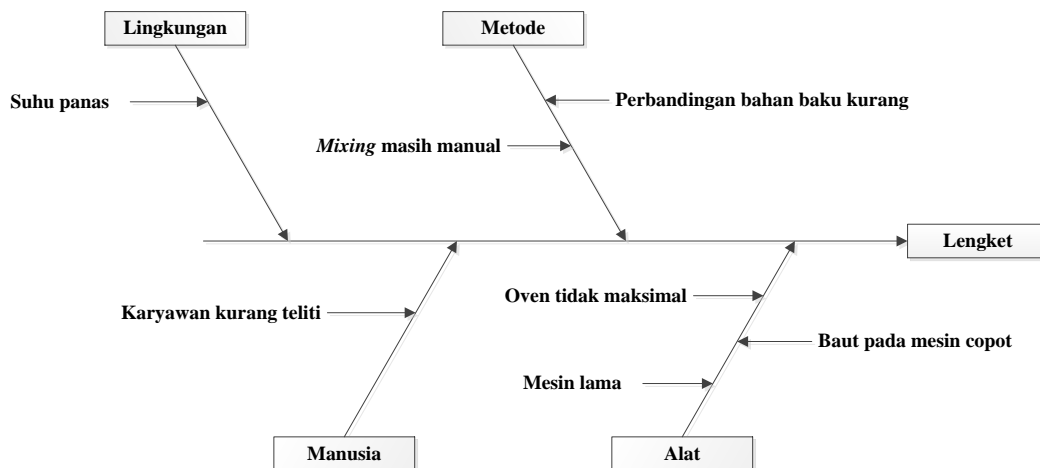 Lingkungan
Metode
Suhu panas
Perbandingan bahan baku kurang
Mixing masih manual
Lengket
Oven tidak maksimal
Karyawan kurang teliti
Baut pada mesin copot
Mesin lama
Manusia
Alat